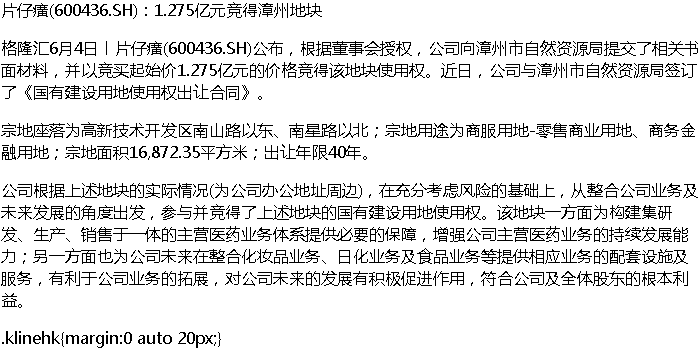 片仔癀(600436.SH)：1.275亿元竞得漳州地块
格隆汇6月4日丨片仔癀(600436.SH)公布，根据董事会授权，公司向漳州市自然资源局提交了相关书
面材料，并以竞买起始价1.275亿元的价格竞得该地块使用权。近日，公司与漳州市自然资源局签订
了《国有建设用地使用权出让合同》。
宗地座落为高新技术开发区南山路以东、南星路以北；宗地用途为商服用地-零售商业用地、商务金
融用地；宗地面积16,872.35平方米；出让年限40年。
公司根据上述地块的实际情况(为公司办公地址周边)，在充分考虑风险的基础上，从整合公司业务及
未来发展的角度出发，参与并竞得了上述地块的国有建设用地使用权。该地块一方面为构建集研
发、生产、销售于一体的主营医药业务体系提供必要的保障，增强公司主营医药业务的持续发展能
力；另一方面也为公司未来在整合化妆品业务、日化业务及食品业务等提供相应业务的配套设施及
服务，有利于公司业务的拓展，对公司未来的发展有积极促进作用，符合公司及全体股东的根本利
益。
.klinehk{margin:0 auto 20px;}